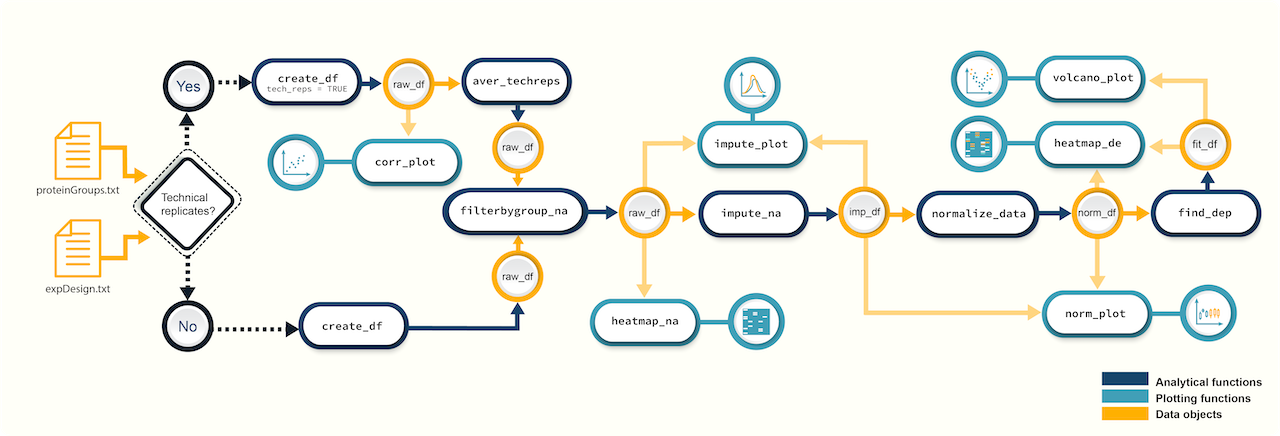 Yes
create_df
tech_reps = TRUE
raw_df
aver_techreps
proteinGroups.txt
expDesign.txt
Technical
replicates?
corr_plot
raw_df
filterbygroup_na
raw_df
No
create_df
raw_df
impute_plot
impute_na
heatmap_na
imp_df
normalize_data
norm_df
find_dep
fit_df
volcano_plot
heatmap_de
norm_plot
Analytical functions
Plotting functions
Data objects